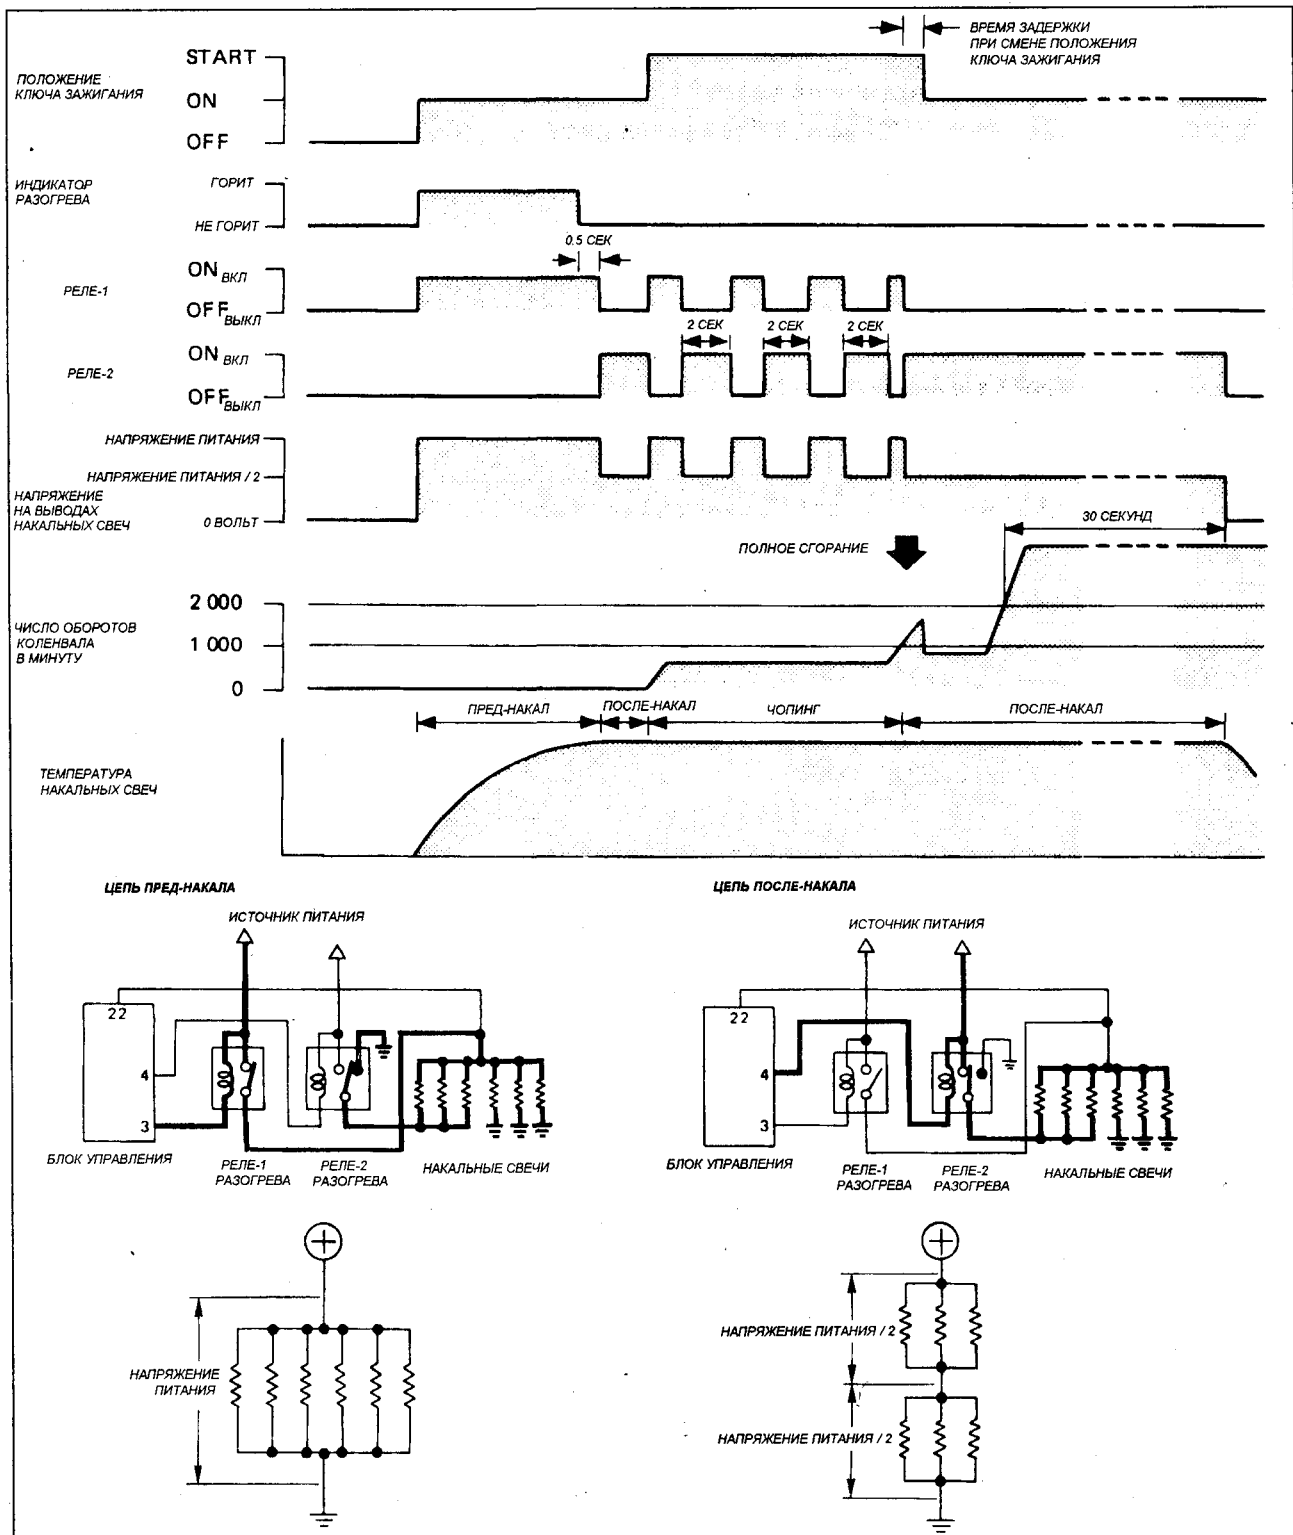 ВРЕМЯ ЗАДЕРЖКИ
ПРИ СМЕНЕ ПОЛОЖЕНИЯ
КЛЮЧА ЗАЖИГАНИЯ
ПОЛОЖЕНИЕ
КЛЮЧА ЗАЖИГАНИЯ
START
ON
OFF
ИНДИКАТОР
РАЗОГРЕВА
ГОРИТ
НЕ ГОРИТ
0.5 СЕК
РЕЛЕ-1
ON ВКЛ
OFF ВЫКЛ
2 СЕК
2 СЕК
2 СЕК
РЕЛЕ-2
ON ВКЛ
OFF ВЫКЛ
НАПРЯЖЕНИЕ ПИТАНИЯ
НАПРЯЖЕНИЕ ПИТАНИЯ / 2
НАПРЯЖЕНИЕ
НА ВЫВОДАХ
НАКАЛЬНЫХ СВЕЧ
0 ВОЛЬТ
30 СЕКУНД
ПОЛНОЕ СГОРАНИЕ
ЧИСЛО ОБОРОТОВ
КОЛЕНВАЛА
В МИНУТУ
2 000
1 000
0
ПРЕД-НАКАЛ
ПОСЛЕ-НАКАЛ
ЧОПИНГ
ПОСЛЕ-НАКАЛ
ТЕМПЕРАТУРА
НАКАЛЬНЫХ СВЕЧ
ЦЕПЬ ПРЕД-НАКАЛА
ИСТОЧНИК ПИТАНИЯ
22
4
3
БЛОК УПРАВЛЕНИЯ
РЕЛЕ-1
РАЗОГРЕВА
РЕЛЕ-2
РАЗОГРЕВА
НАКАЛЬНЫЕ СВЕЧИ
ЦЕПЬ ПОСЛЕ-НАКАЛА
ИСТОЧНИК ПИТАНИЯ
22
4
3
БЛОК УПРАВЛЕНИЯ
РЕЛЕ-1
РАЗОГРЕВА
РЕЛЕ-2
РАЗОГРЕВА
НАКАЛЬНЫЕ СВЕЧИ
НАПРЯЖЕНИЕ
ПИТАНИЯ
НАПРЯЖЕНИЕ ПИТАНИЯ / 2
НАПРЯЖЕНИЕ ПИТАНИЯ / 2